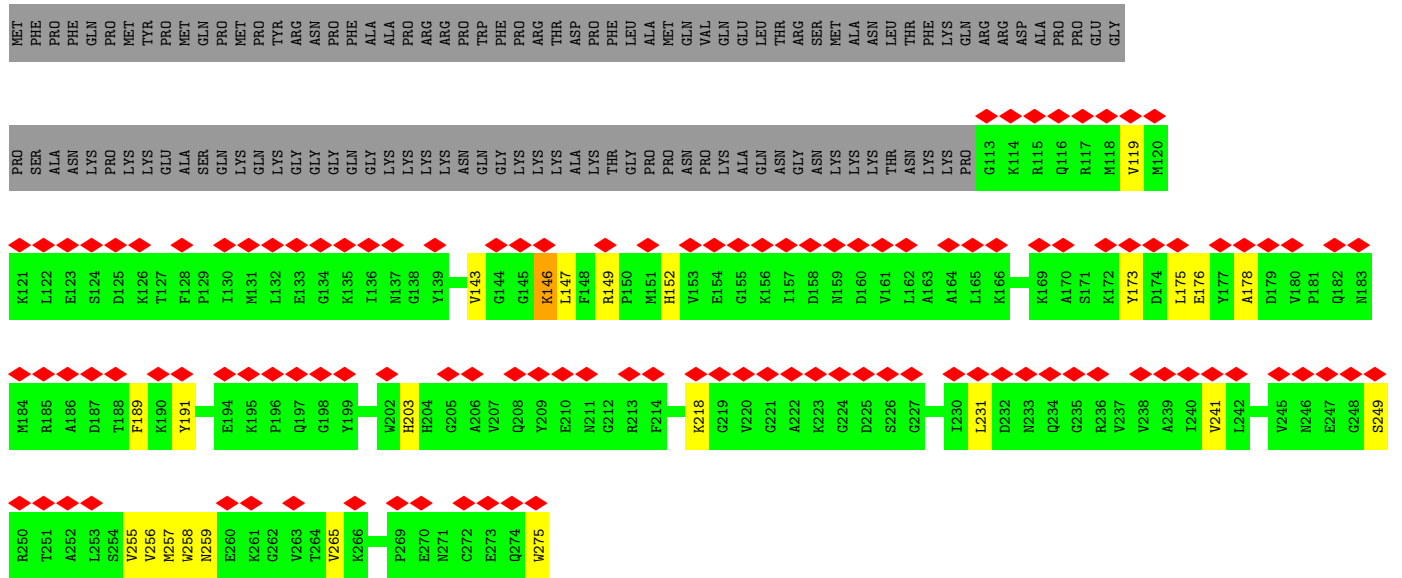 MET PHE PRO PHE GLN PRO MET TYR PRO MET GLN PRO MET PRO TYR ARG ASN PRO PHE ALA ALA PRO ARG ARG PRO TRP PHE PRO ARG THR ASP PRO PHE LEU ALA MET GLN VAL GLN GLU LEU THR ARG SER MET ALA ASN LEU THR PHE LYS GLN ARG ARG ASP ALA PRO PRO GLU GLY
PRO SER ALA ASN LYS PRO LYS LYS GLU ALA SER GLN LYS GLN LYS GLY GLY GLY GLN GLY LYS LYS LYS LYS ASN GLN GLY LYS LYS LYS ALA LYS THR GLY PRO PRO ASN PRO LYS ALA GLN ASN GLY ASN LYS LYS LYS THR ASN LYS LYS PRO G113 K114 R115 Q116 R117 M118 V119 M120
K121 L122 E123 S124 D125 K126 T127 F128 P129 I130 M131 L132 E133 G134 K135 I136 N137 G138 Y139 V143 G144 G145 K146 L147 F148 R149 P150 M151 H152 V153 E154 G155 K156 I157 D158 N159 D160 V161 L162 A163 A164 L165 K166 K169 A170 S171 K172 Y173 D174 L175 E176 Y177 A178 D179 V180 P181 Q182 N183
M184 R185 A186 D187 T188 F189 K190 Y191 E194 K195 P196 Q197 G198 Y199 W202 H203 H204 G205 A206 V207 Q208 Y209 E210 N211 G212 R213 F214 K218 G219 V220 G221 A222 K223 G224 D225 S226 G227 I230 L231 D232 N233 Q234 G235 R236 V237 V238 A239 I240 V241 L242 V245 N246 E247 G248 S249
R250 T251 A252 L253 S254 V255 V256 M257 W258 N259 E260 K261 G262 V263 T264 V265 K266 P269 E270 N271 C272 E273 Q274 W275